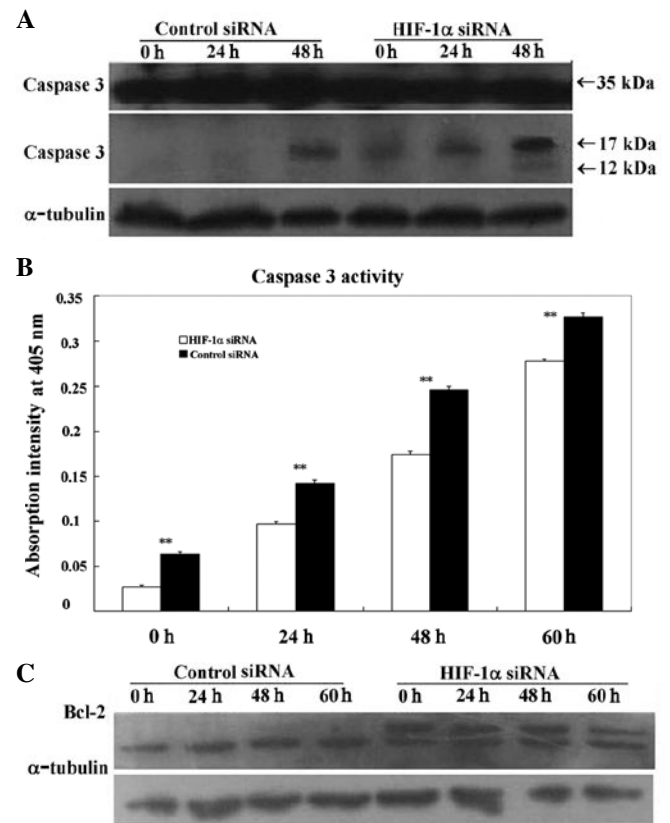 A
Control siRNA HIF-1α siRNA
0 h 24 h 48 h 0 h 24 h 48 h
Caspase 3 ←35 kDa
Caspase 3 ←17 kDa
←12 kDa
α-tubulin
B
Caspase 3 activity
Absorption intensity at 405 nm
0.35
0.3
0.25
0.2
0.15
0.1
0.05
0
HIF-1α siRNA
Control siRNA
** ** ** **
0 h 24 h 48 h 60 h
C
Control siRNA HIF-1α siRNA
0 h 24 h 48 h 60 h 0 h 24 h 48 h 60 h
Bcl-2
α-tubulin